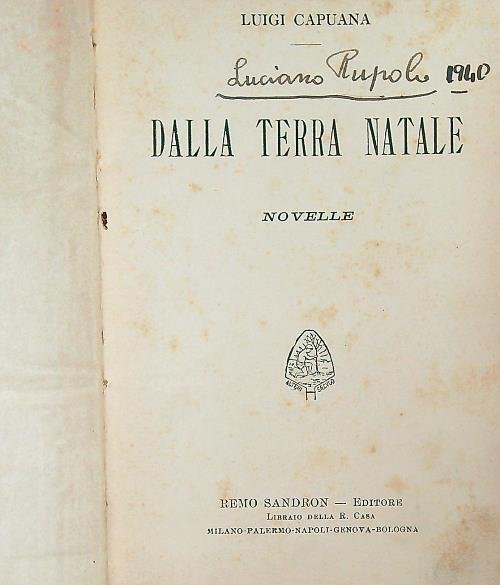 LUIGI CAPUANA
Luciano Rupolo 1940
DALLA TERRA NATALE
NOVELLE
REMO SANDRON — EDITORE
LIBRAIO DELLA R. CASA
MILANO-PALERMO-NAPOLI-GENOVA-BOLOGNA